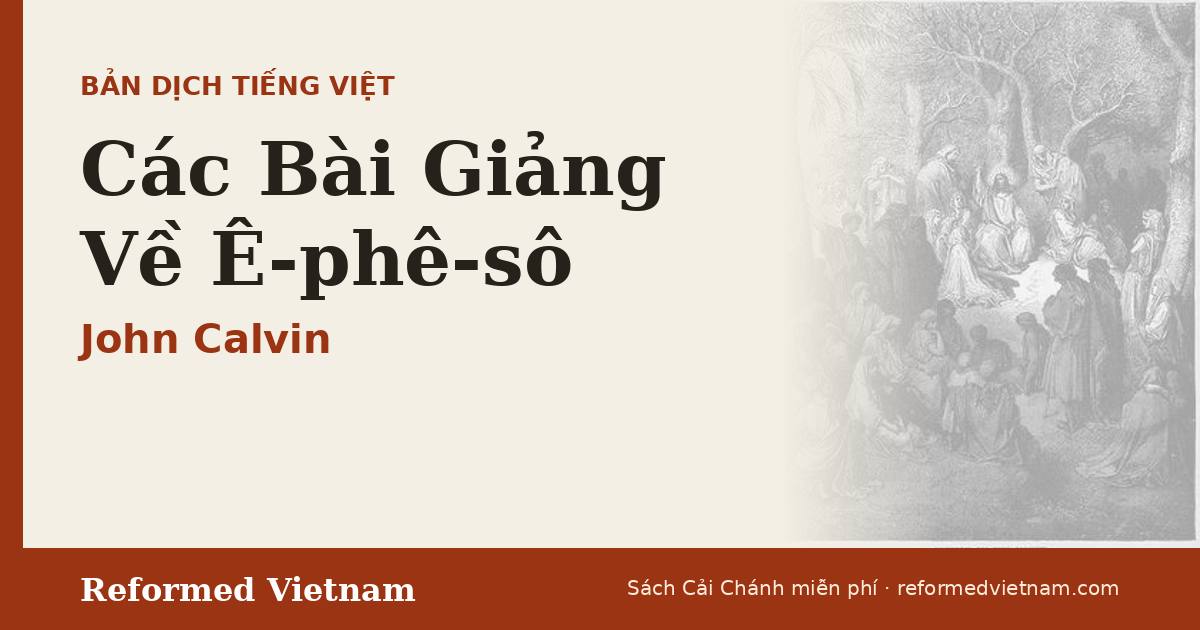 BẢN DỊCH TIẾNG VIỆT
Các Bài Giảng
Về Ê-phê-sô
John Calvin
Reformed Vietnam
Sách Cải Chánh miễn phí · reformedvietnam.com